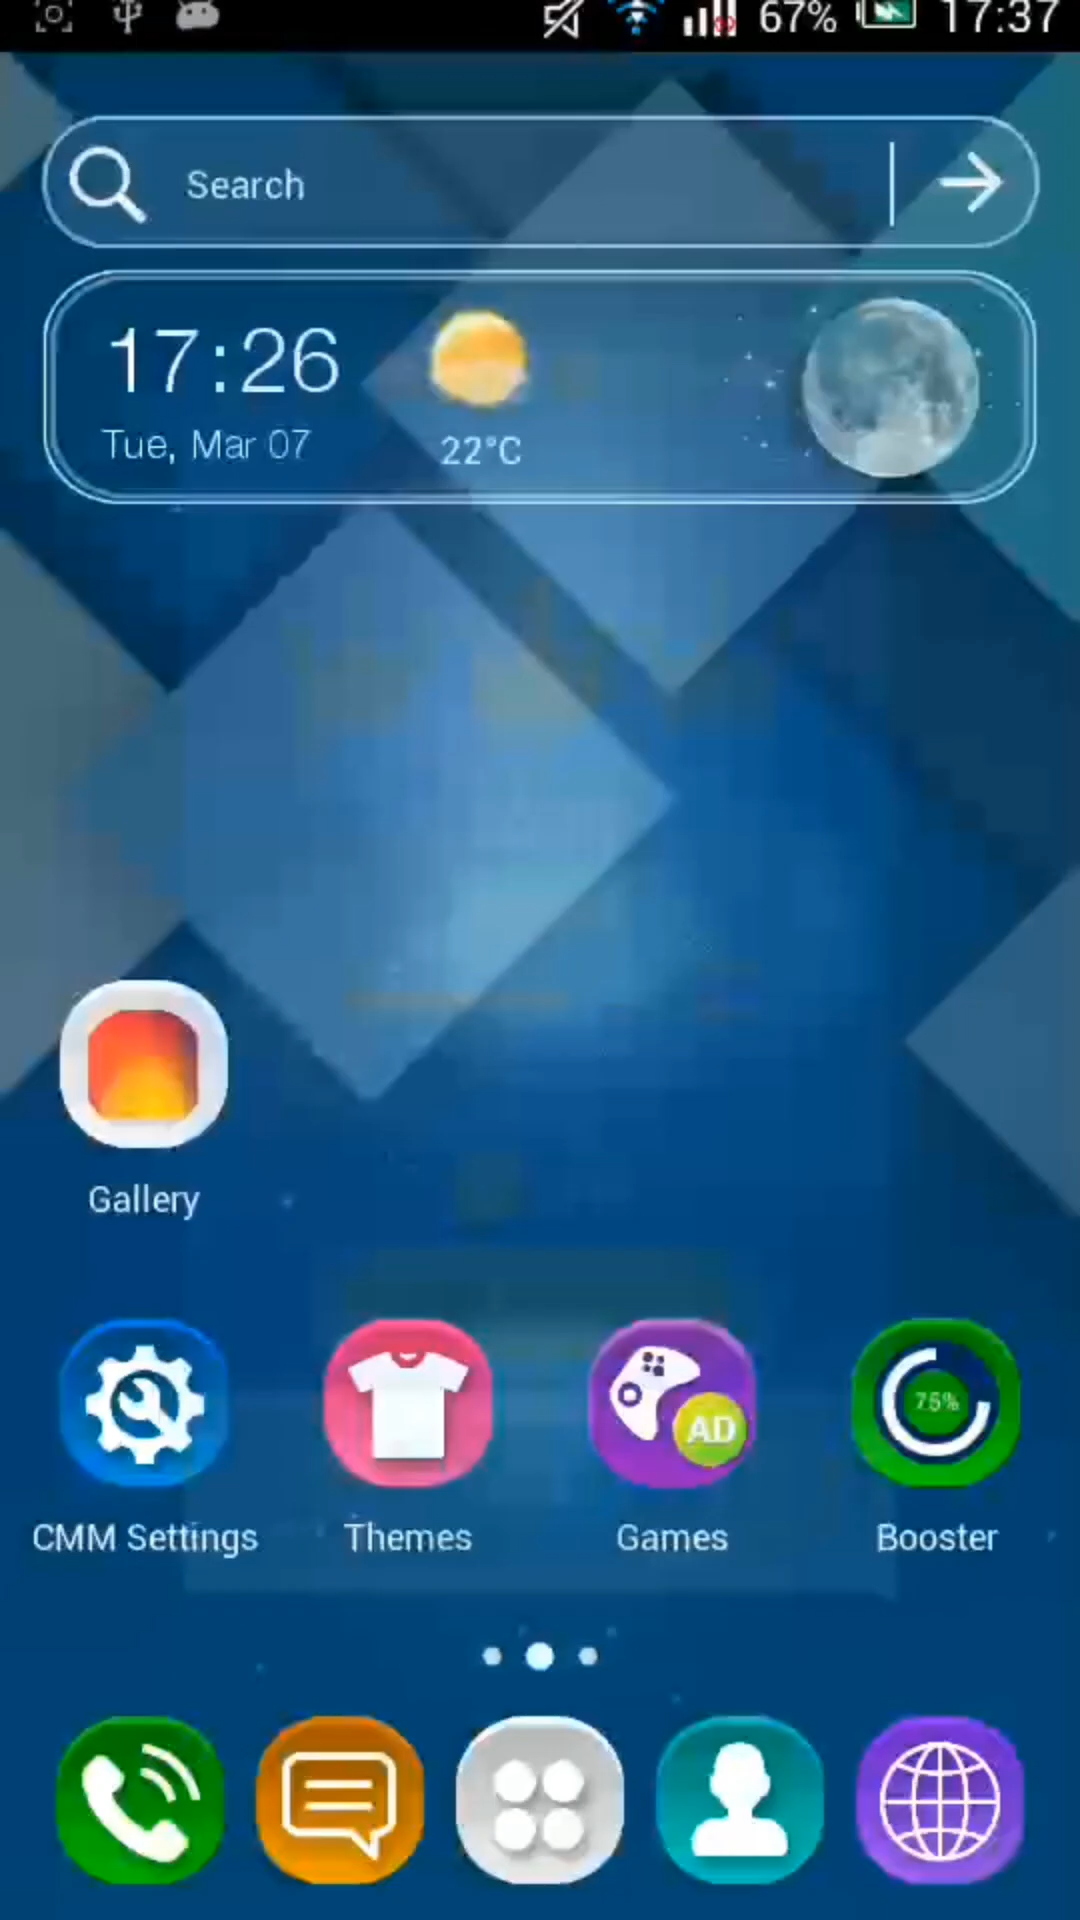 67% 17:37
Search
17:26
Tue, Mar 07
22°C
Gallery
AD
75%
CMM Settings
Themes
Games
Booster